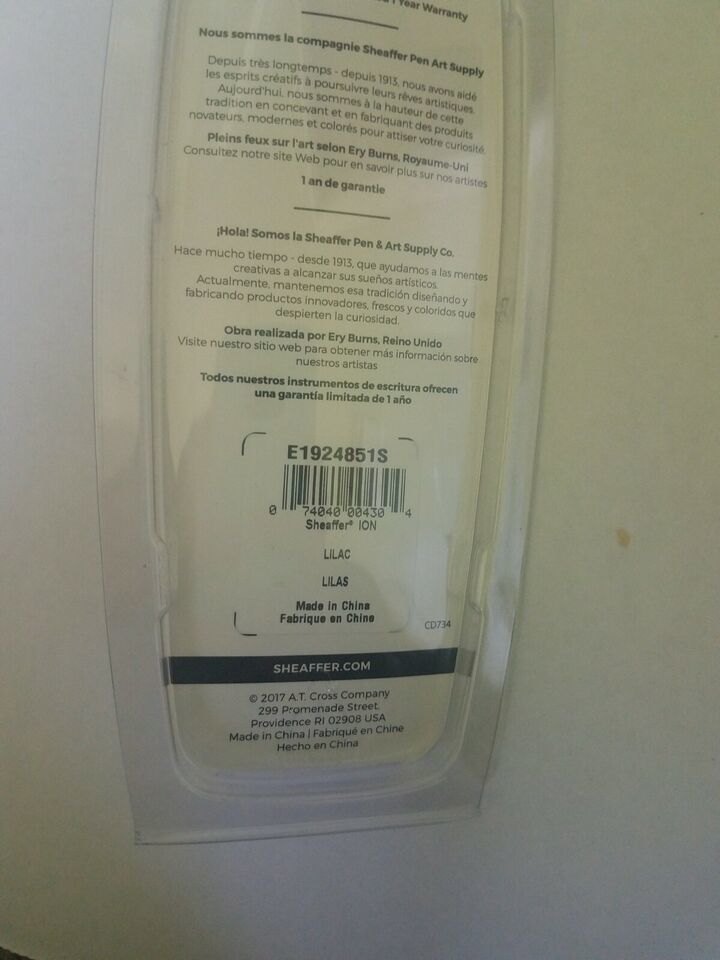 1 Year Warranty
Nous sommes la compagnie Sheaffer Pen Art Supply
Depuis très longtemps - depuis 1913, nous avons aidé
les esprits créatifs à poursuivre leurs rêves artistiques.
Aujourd'hui, nous sommes à la hauteur de cette
tradition en concevant et en fabriquant des produits
novateurs, modernes et colorés pour attiser votre curiosité.
Pleins feux sur l'art selon Ery Burns, Royaume-Uni
Consultez notre site Web pour en savoir plus sur nos artistes
1 an de garantie
¡Hola! Somos la Sheaffer Pen & Art Supply Co.
Hace mucho tiempo - desde 1913, que ayudamos a las mentes
creativas a alcanzar sus sueños artísticos.
Actualmente, mantenemos esa tradición diseñando y
fabricando productos innovadores, frescos y coloridos que
despierten la curiosidad.
Obra realizada por Ery Burns, Reino Unido
Visite nuestro sitio web para obtener más información sobre
nuestros artistas
Todos nuestros instrumentos de escritura ofrecen
una garantía limitada de 1 año
E1924851S
0 74040 00430 4
Sheaffer® ION
LILAC
LILAS
Made in China
Fabrique en Chine
CD734
SHEAFFER.COM
© 2017 A.T. Cross Company
299 Promenade Street,
Providence RI 02908 USA
Made in China | Fabriqué en Chine
Hecho en China